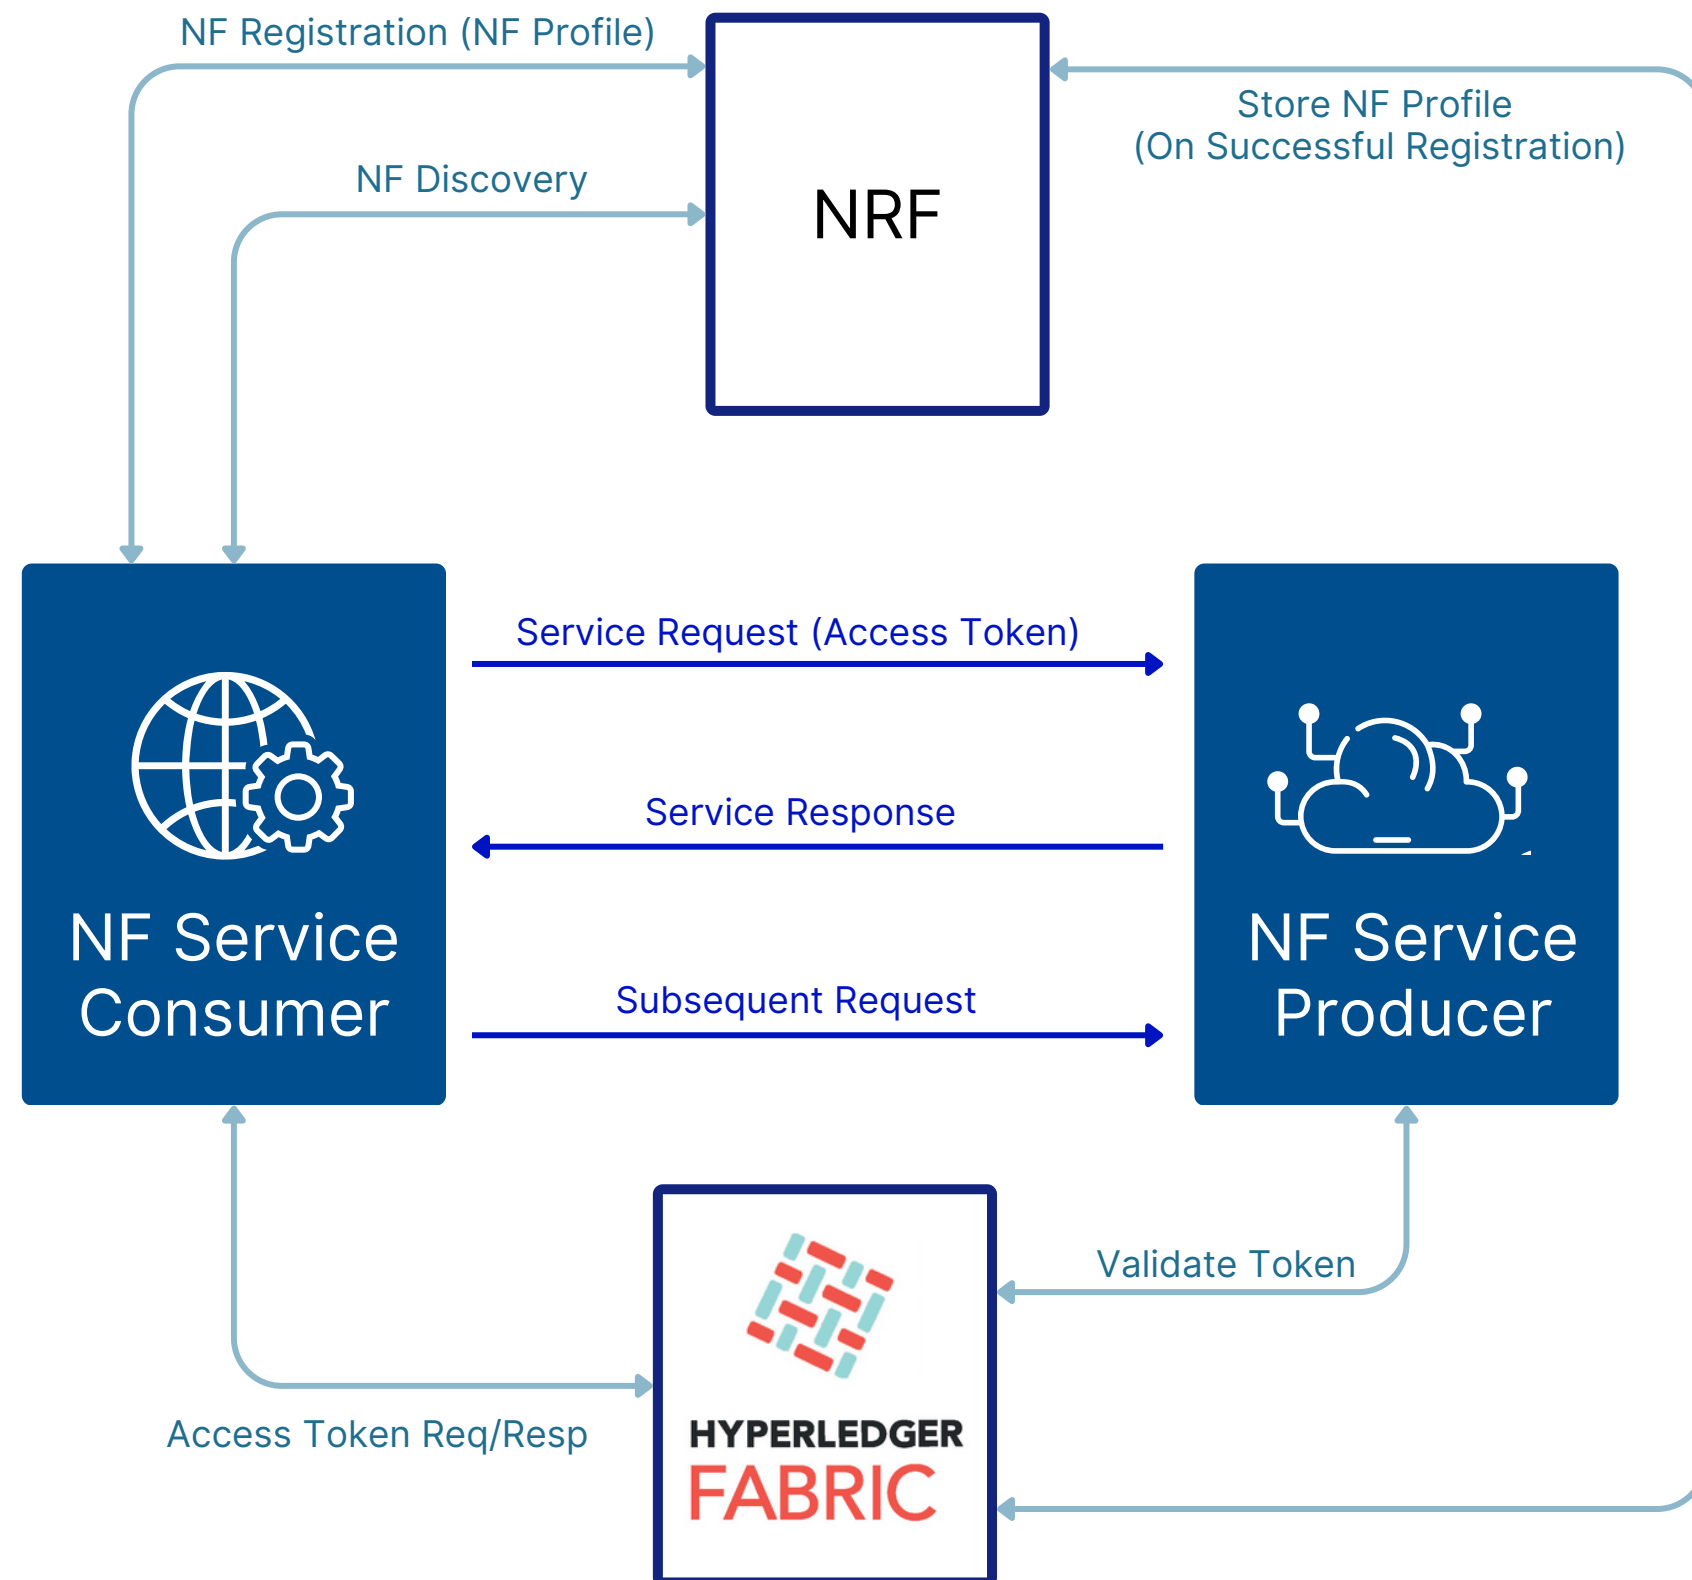 NF Registration (NF Profile)
Store NF Profile
(On Successful Registration)
NF Discovery
NRF
Service Request (Access Token)
Service Response
NF Service
Consumer
NF Service
Producer
Subsequent Request
Validate Token
Access Token Req/Resp
HYPERLEDGER
FABRIC